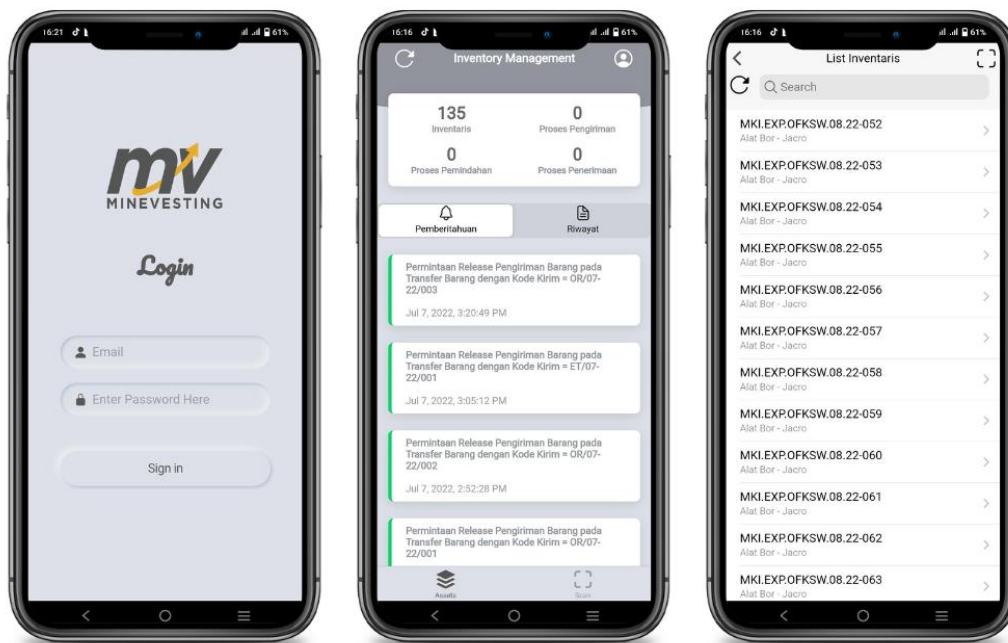 16:21
61%
MV
MINEVESTING
Login
Email
Enter Password Here
Sign in
16:16
61%
Inventory Management
135
Inventaris
0
Proses Pengiriman
0
Proses Pemindahan
0
Proses Penerimaan
Pemberitahuan
Riwayat
Permintaan Release Pengiriman Barang pada
Transfer Barang dengan Kode Kirim = OR/07-
22/003
Jul 7, 2022, 3:20:49 PM
Permintaan Release Pengiriman Barang pada
Transfer Barang dengan Kode Kirim = ET/07-
22/001
Jul 7, 2022, 3:05:12 PM
Permintaan Release Pengiriman Barang pada
Transfer Barang dengan Kode Kirim = OR/07-
22/002
Jul 7, 2022, 2:52:28 PM
Permintaan Release Pengiriman Barang pada
Transfer Barang dengan Kode Kirim = OR/07-
22/001
Assets
Scan
16:16
61%
List Inventaris
Search
MKI.EXP.OFKSW.08.22-052
Alat Bor - Jacro
MKI.EXP.OFKSW.08.22-053
Alat Bor - Jacro
MKI.EXP.OFKSW.08.22-054
Alat Bor - Jacro
MKI.EXP.OFKSW.08.22-055
Alat Bor - Jacro
MKI.EXP.OFKSW.08.22-056
Alat Bor - Jacro
MKI.EXP.OFKSW.08.22-057
Alat Bor - Jacro
MKI.EXP.OFKSW.08.22-058
Alat Bor - Jacro
MKI.EXP.OFKSW.08.22-059
Alat Bor - Jacro
MKI.EXP.OFKSW.08.22-060
Alat Bor - Jacro
MKI.EXP.OFKSW.08.22-061
Alat Bor - Jacro
MKI.EXP.OFKSW.08.22-062
Alat Bor - Jacro
MKI.EXP.OFKSW.08.22-063
Alat Bor - Jacro